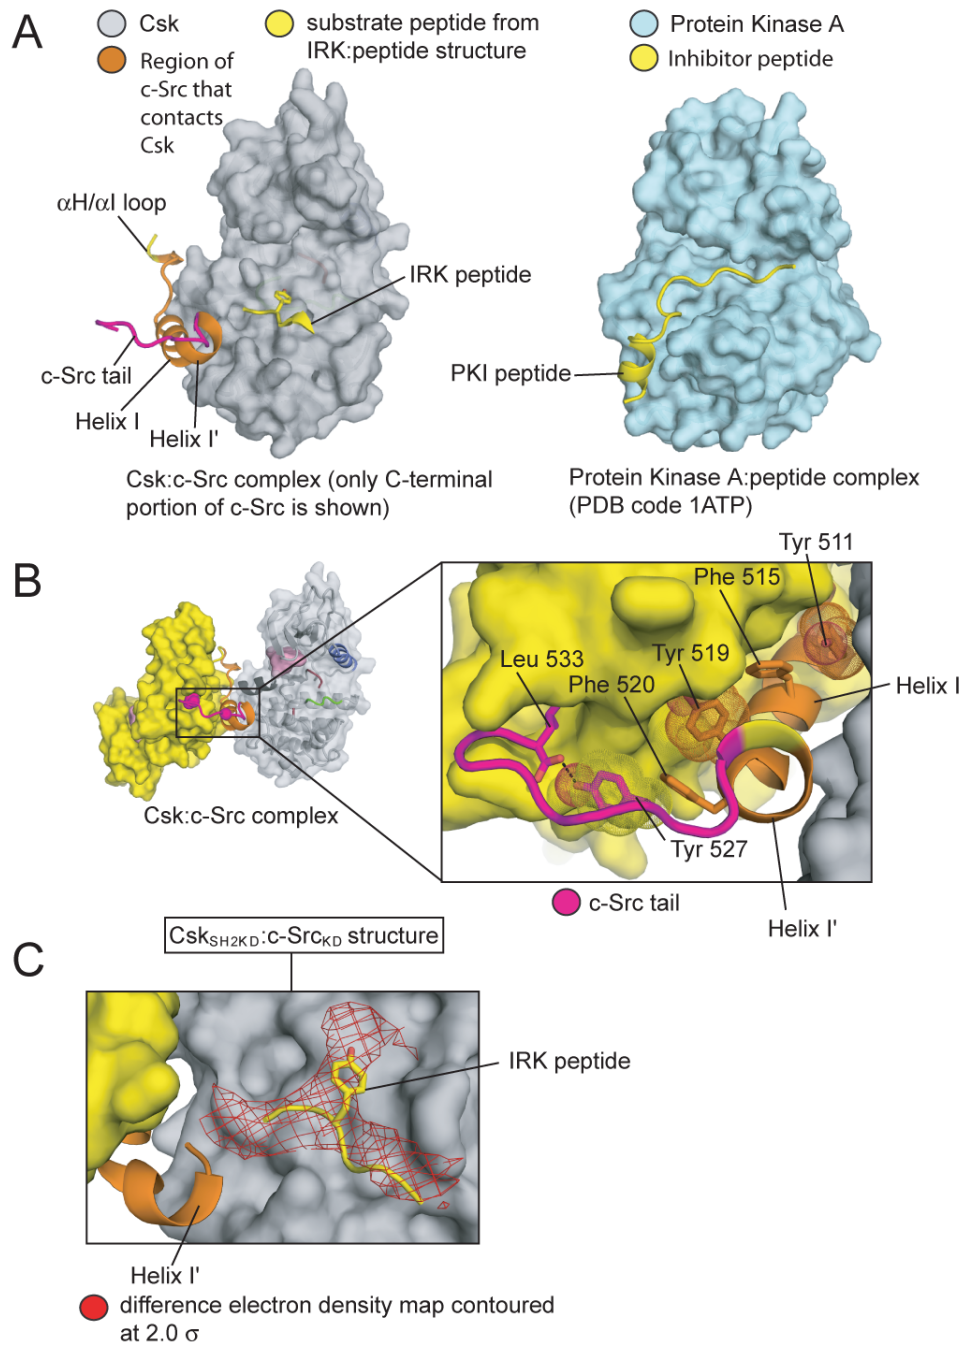 A
Csk
Region of
c-Src that
contacts
Csk
substrate peptide from
IRK:peptide structure
Protein Kinase A
Inhibitor peptide
αH/αI loop
IRK peptide
c-Src tail
Helix I
Helix I'
PKI peptide
Csk:c-Src complex (only C-terminal
portion of c-Src is shown)
Protein Kinase A:peptide complex
(PDB code 1ATP)
B
Tyr 511
Phe 515
Tyr 519
Leu 533
Phe 520
Helix I
Tyr 527
Csk:c-Src complex
c-Src tail
Helix I'
C
CskSH2KD:c-SrcKD structure
IRK peptide
Helix I'
difference electron density map contoured
at 2.0 σ